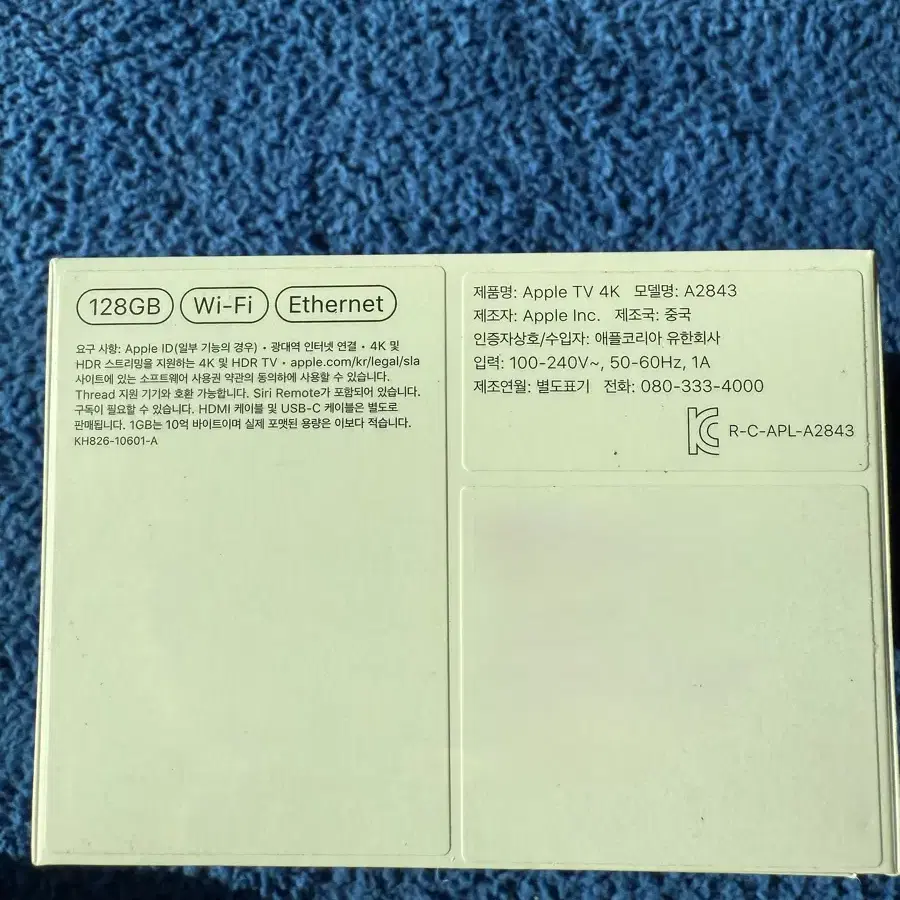 128GB Wi-Fi Ethernet
요구 사항: Apple ID(일부 기능의 경우) • 광대역 인터넷 연결 • 4K 및
HDR 스트리밍을 지원하는 4K 및 HDR TV • apple.com/kr/legal/sla
사이트에 있는 소프트웨어 사용권 약관의 동의하에 사용할 수 있습니다.
Thread 지원 기기와 호환 가능합니다. Siri Remote가 포함되어 있습니다.
구독이 필요할 수 있습니다. HDMI 케이블 및 USB-C 케이블은 별도로
판매됩니다. 1GB는 10억 바이트이며 실제 포맷된 용량은 이보다 적습니다.
KH826-10601-A
제품명: Apple TV 4K 모델명: A2843
제조자: Apple Inc. 제조국: 중국
인증자상호/수입자: 애플코리아 유한회사
입력: 100-240V~, 50-60Hz, 1A
제조연월: 별도표기 전화: 080-333-4000
R-C-APL-A2843